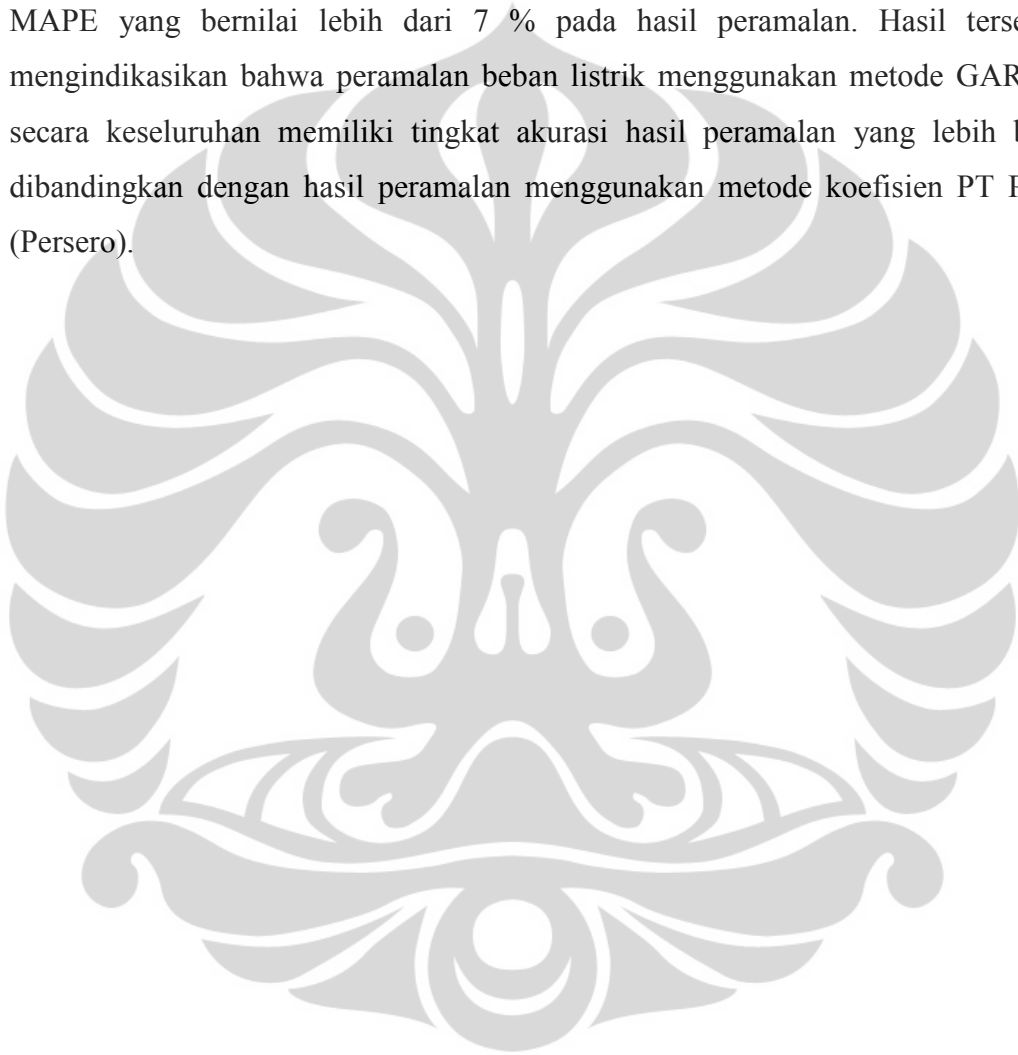 MAPE yang bernilai lebih dari 7 % pada hasil peramalan. Hasil terse
mengindikasikan bahwa peramalan beban listrik menggunakan metode GAR
secara keseluruhan memiliki tingkat akurasi hasil peramalan yang lebih b
dibandingkan dengan hasil peramalan menggunakan metode koefisien PT
(Persero).